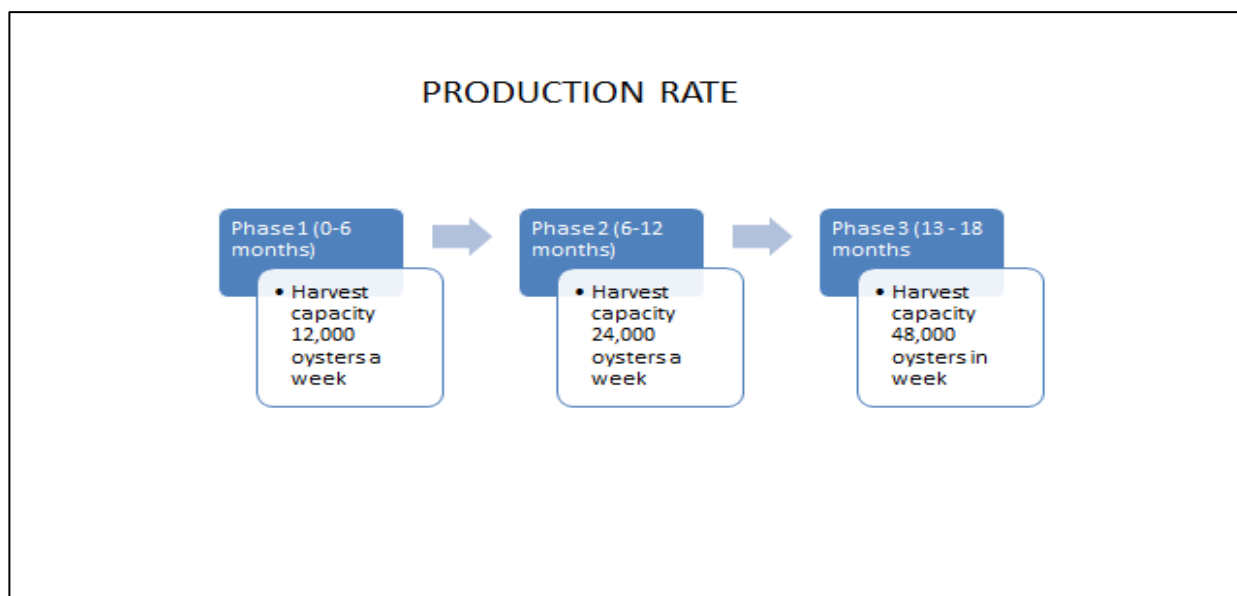 PRODUCTION RATE
Phase 1 (0-6
months)
• Harvest
capacity
12,000
oysters a
week
Phase 2 (6-12
months)
• Harvest
capacity
24,000
oysters a
week
Phase 3 (13 - 18
months
• Harvest
capacity
48,000
oysters in
week